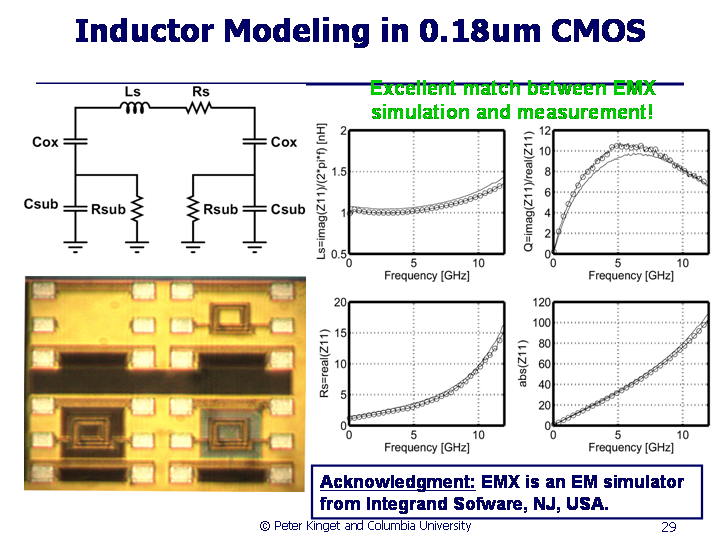 Inductor Modeling in 0.18um CMOS
Excellent match between EMX
simulation and measurement!
Ls
Rs
Cox
Cox
Csub
Rsub
Rsub
Csub
Ls=imag(Z11)/(2*pi*f) [nH]
2
1.5
1
0.5
0
5
10
Frequency [GHz]
Q=imag(Z11)/real(Z11)
12
10
8
6
4
2
0
0
5
10
Frequency [GHz]
Rs=real(Z11)
20
15
10
5
0
0
5
10
Frequency [GHz]
abs(Z11)
120
100
80
60
40
20
0
0
5
10
Frequency [GHz]
Acknowledgment: EMX is an EM simulator
from Integrand Sofware, NJ, USA.
© Peter Kinget and Columbia University
29